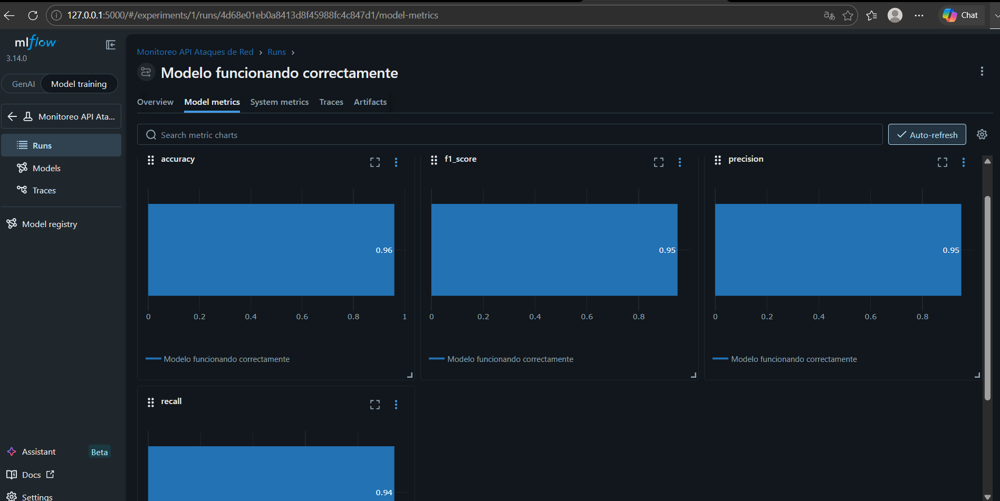 127.0.0.1:5000/#/experiments/1/runs/4d68e01eb0a8413d8f45988fc4c847d1/model-metrics
aあ
Chat
mlflow
3.14.0
GenAI
Model training
Monitoreo API Ata...
Runs
Models
Traces
Model registry
Assistant
Beta
Docs
Settings
Monitoreo API Ataques de Red > Runs >
Modelo funcionando correctamente
Overview
Model metrics
System metrics
Traces
Artifacts
Search metric charts
Auto-refresh
accuracy
0.96
0 0.2 0.4 0.6 0.8 1
Modelo funcionando correctamente
f1_score
0.95
0 0.2 0.4 0.6 0.8
Modelo funcionando correctamente
precision
0.95
0 0.2 0.4 0.6 0.8
Modelo funcionando correctamente
recall
0.94